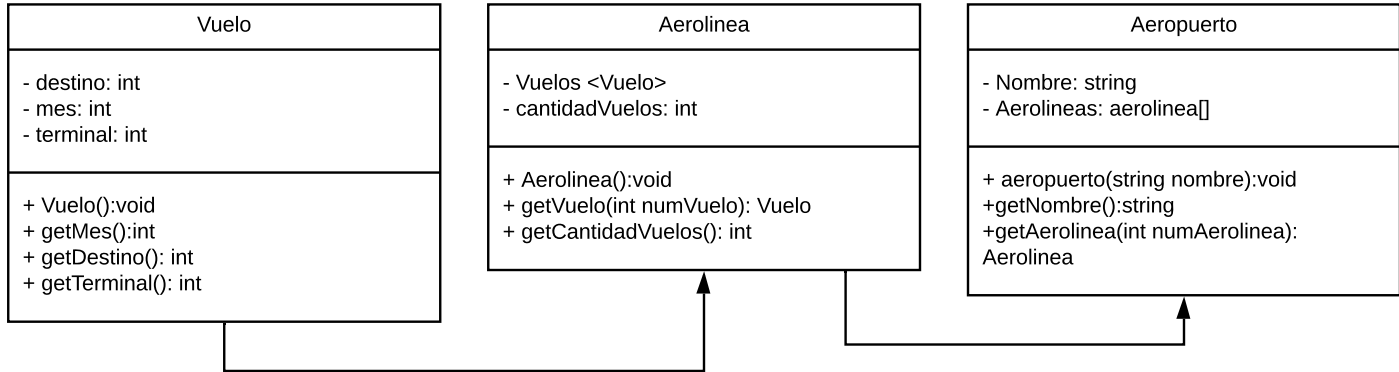 Vuelo
- destino: int
- mes: int
- terminal: int
+ Vuelo():void
+ getMes():int
+ getDestino(): int
+ getTerminal(): int
Aerolinea
- Vuelos <Vuelo>
- cantidadVuelos: int
+ Aerolinea():void
+ getVuelo(int numVuelo): Vuelo
+ getCantidadVuelos(): int
Aeropuerto
- Nombre: string
- Aerolineas: aerolinea[]
+ aeropuerto(string nombre):void
+getNombre():string
+getAerolinea(int numAerolinea):
Aerolinea